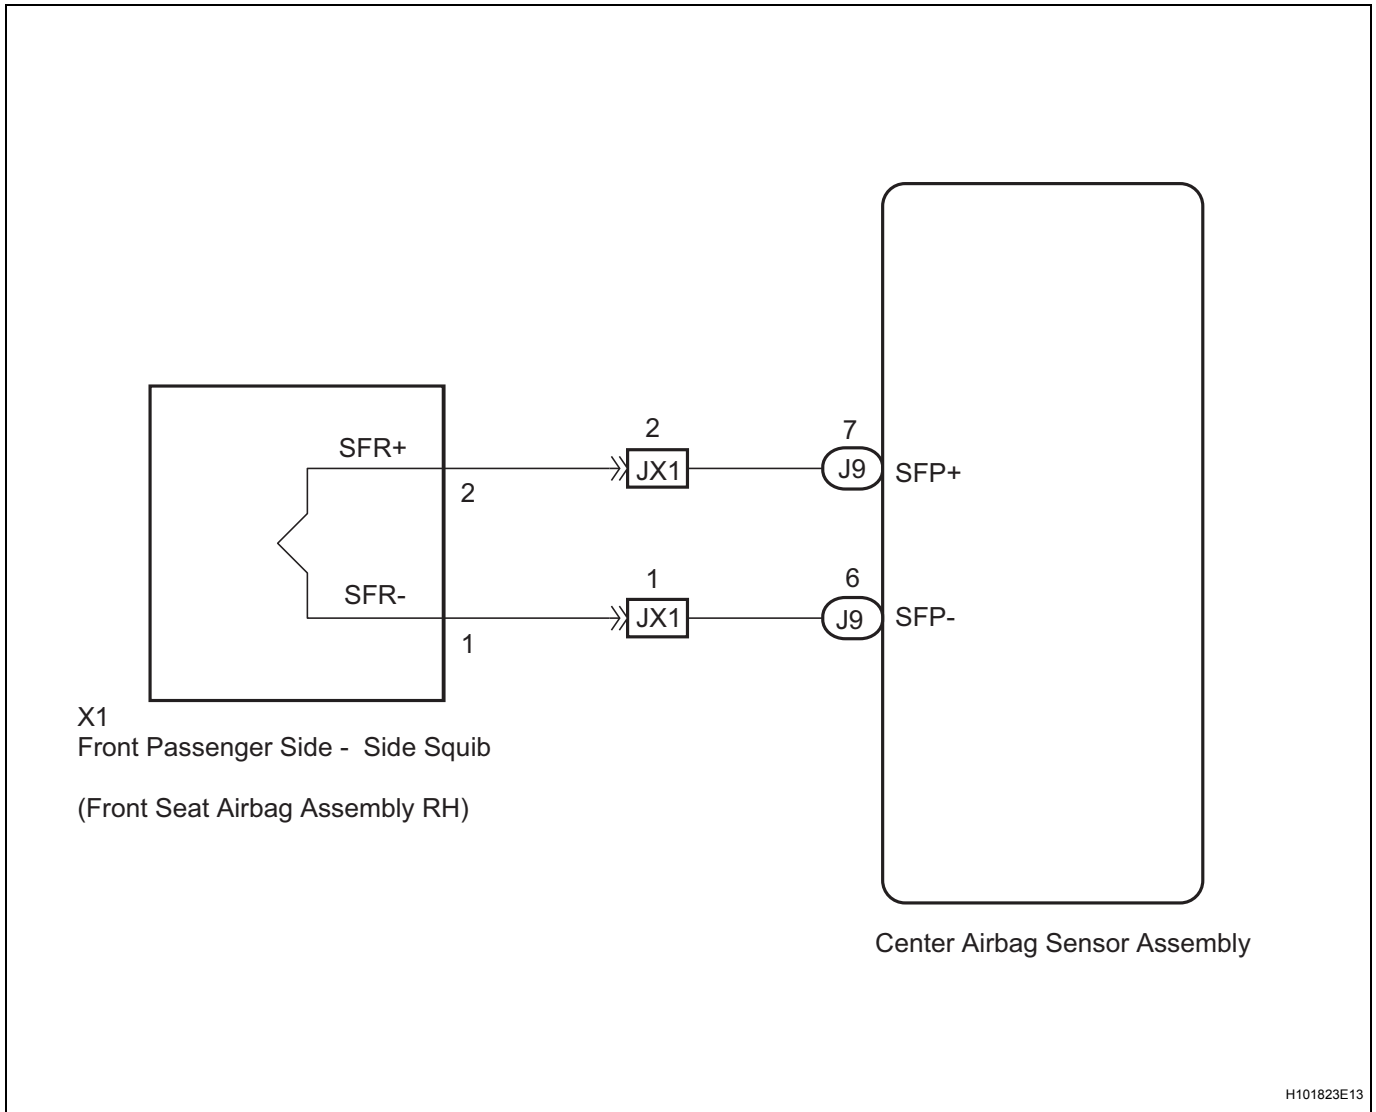 2
7
SFR+
JX1
J9
SFP+
2
1
6
SFR-
JX1
J9
SFP-
1
X1
Front Passenger Side - Side Squib
(Front Seat Airbag Assembly RH)
Center Airbag Sensor Assembly
H101823E13